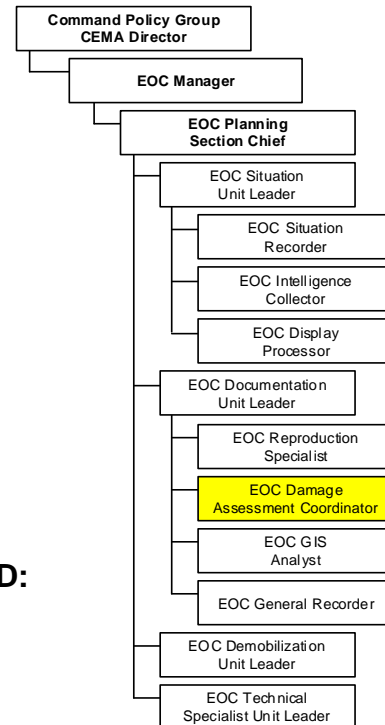 Command Policy Group
CEMA Director
EOC Manager
EOC Planning
Section Chief
EOC Situation
Unit Leader
EOC Situation
Recorder
EOC Intelligence
Collector
EOC Display
Processor
EOC Documentation
Unit Leader
EOC Reproduction
Specialist
EOC Damage
Assessment Coordinator
EOC GIS
Analyst
D:
EOC General Recorder
EOC Demobilization
Unit Leader
EOC Technical
Specialist Unit Leader